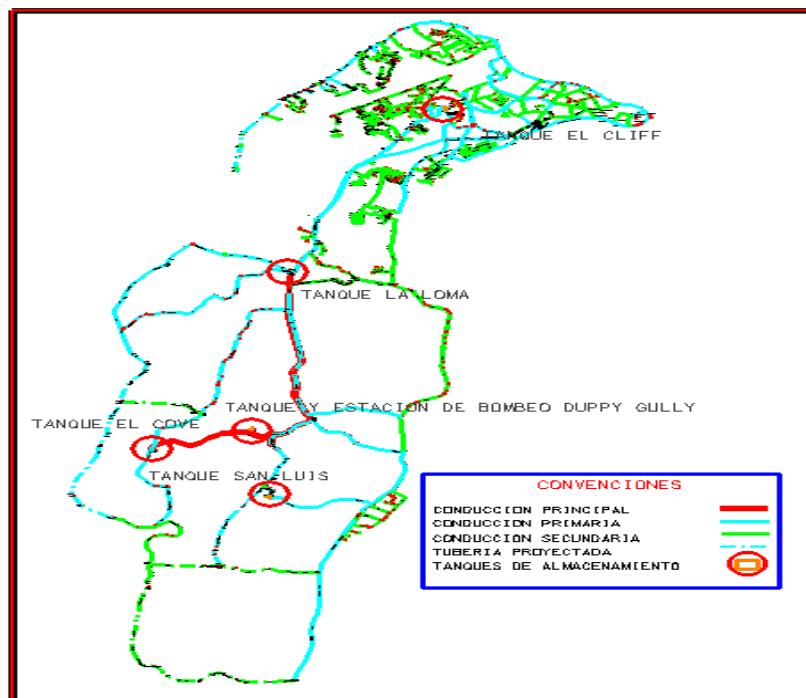 TANQUE EL CLIFF
TANQUE LA LOMA
TANQUE Y ESTACION DE BOMBEO DUPPY GULLY
TANQUE EL COVE
TANQUE SAN LUIS
CONVENCIONES
CONDUCCION PRINCIPAL
CONDUCCION PRIMARIA
CONDUCCION SECUNDARIA
TUBERIA PROYECTADA
TANQUES DE ALMACENAMIENTO